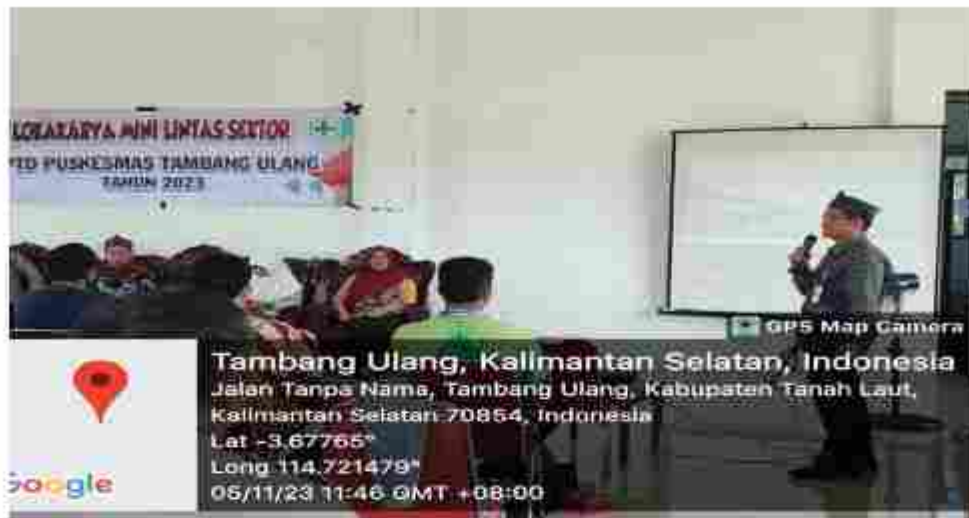 LOKAKARYA MINI LINTAS SEKTOR
PTD PUSKESMAS TAMBANG ULANG
TAHUN 2023
GPS Map Camera
Tambang Ulang, Kalimantan Selatan, Indonesia
Jalan Tanpa Nama, Tambang Ulang, Kabupaten Tanah Laut,
Kalimantan Selatan 70854, Indonesia
Lat -3.67765°
Long 114.721479°
05/11/23 11:46 GMT +08:00
Google